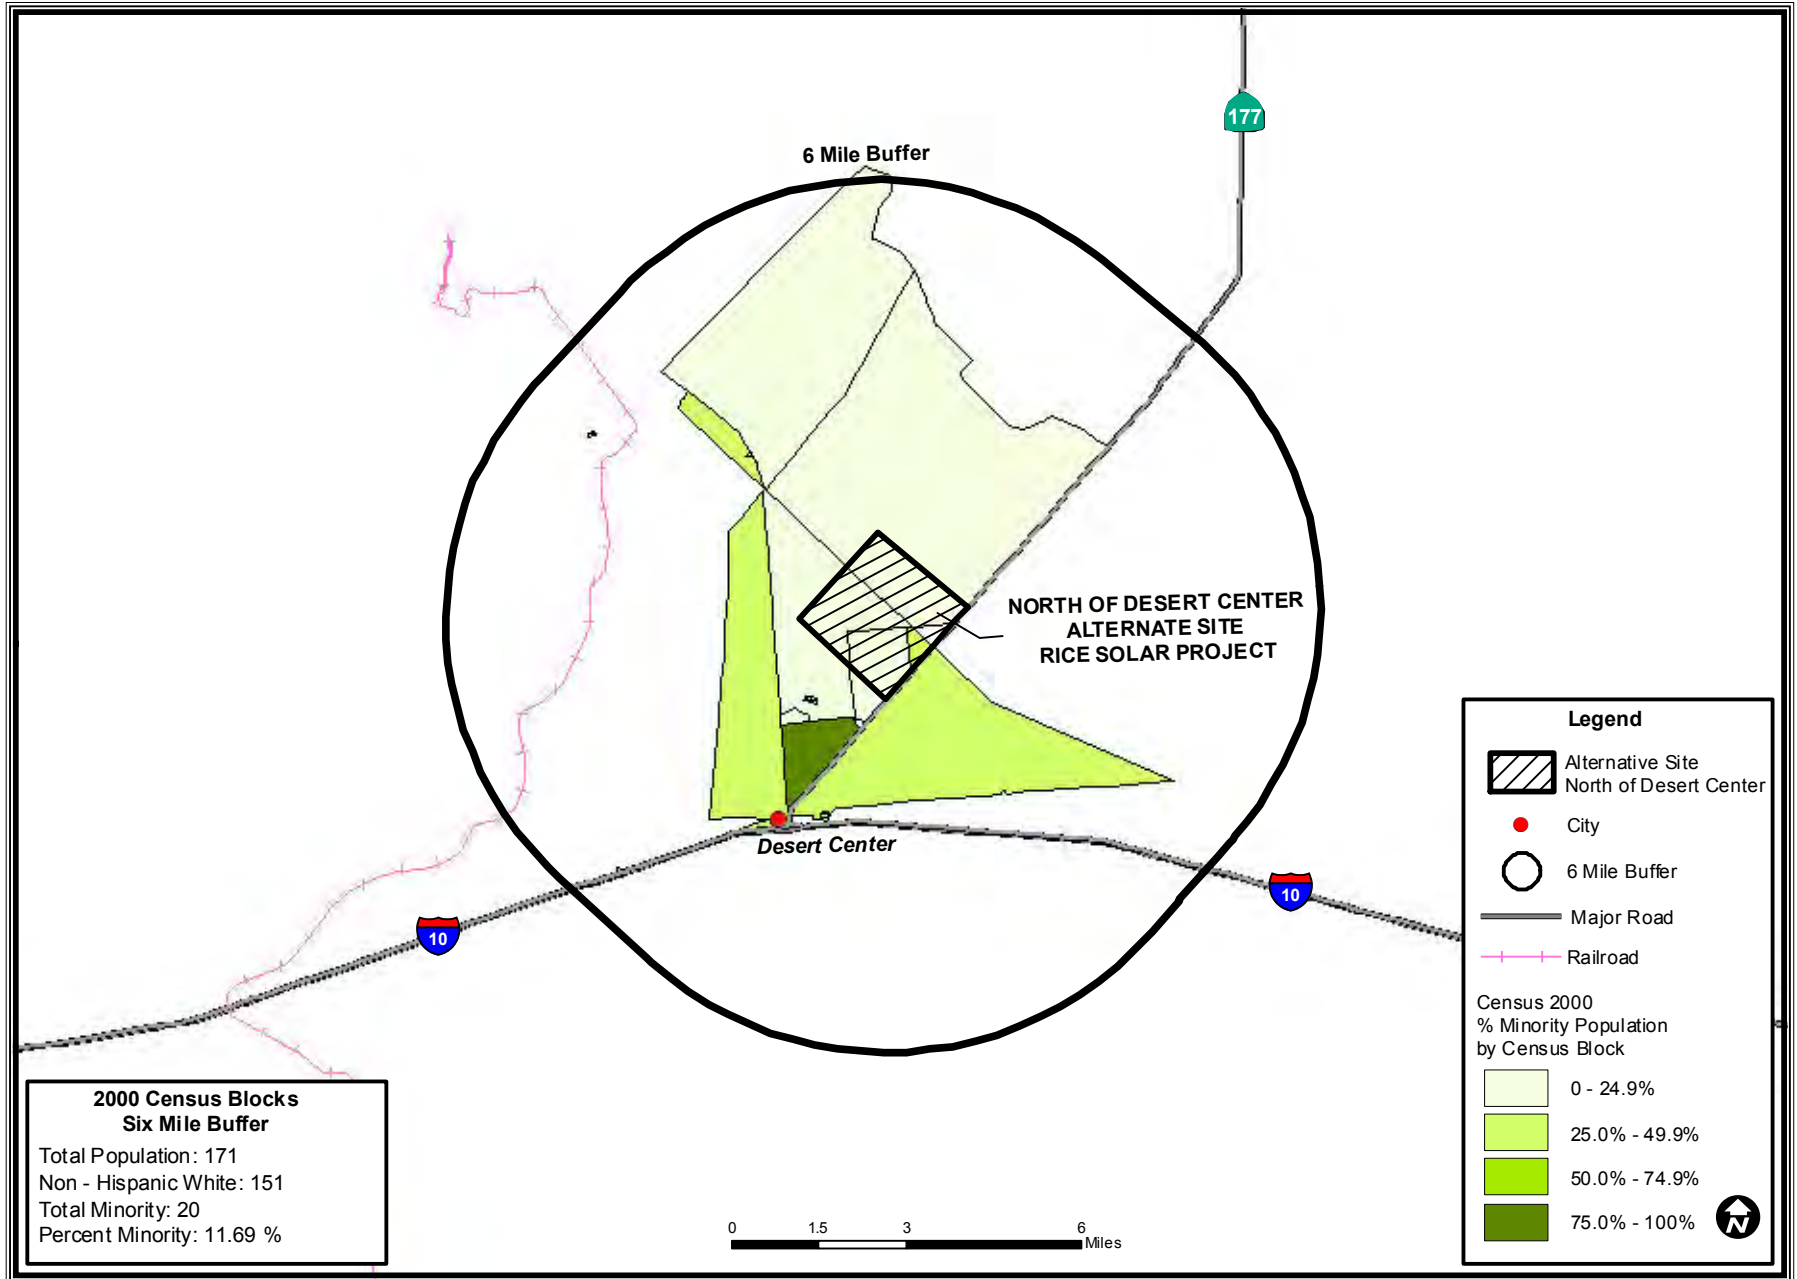 177
6 Mile Buffer
NORTH OF DESERT CENTER
ALTERNATE SITE
RICE SOLAR PROJECT
Desert Center
10
10
Legend
Alternative Site
North of Desert Center
City
6 Mile Buffer
Major Road
Railroad
Census 2000
% Minority Population
by Census Block
0 - 24.9%
25.0% - 49.9%
50.0% - 74.9%
75.0% - 100%
N
2000 Census Blocks
Six Mile Buffer
Total Population: 171
Non - Hispanic White: 151
Total Minority: 20
Percent Minority: 11.69 %
0 1.5 3 6
Miles